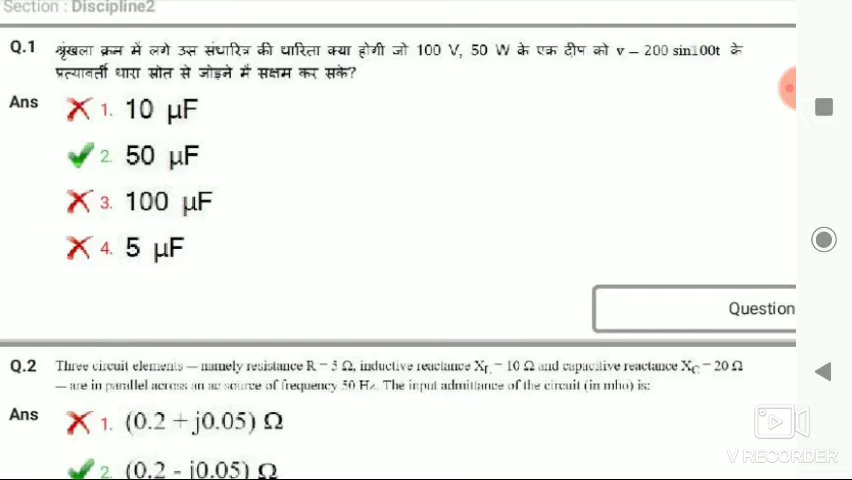 Section : Discipline2
Q.1 श्रृंखला क्रम में लगे उस संधारित्र की धारिता क्या होगी जो 100 V, 50 W के एक दीप को v – 200 sin100t के
प्रत्यावर्ती धारा स्रोत से जोड़ने में सक्षम कर सके?
Ans 1. 10 µF
2. 50 µF
3. 100 µF
4. 5 µF
Question
Q.2 Three circuit elements — namely resistance R – 5 Ω, inductive reactance XL – 10 Ω and capacitive reactance XC – 20 Ω
— are in parallel across an ac source of frequency 50 Hz. The input admittance of the circuit (in mho) is:
Ans 1. (0.2 + j0.05) Ω
2. (0.2 - j0.05) Ω
V RECORDER